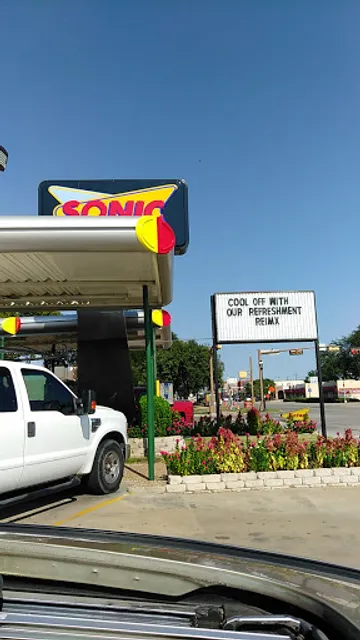 SONIC
COOL OFF WITH
OUR REFRESHMENT
REIMX